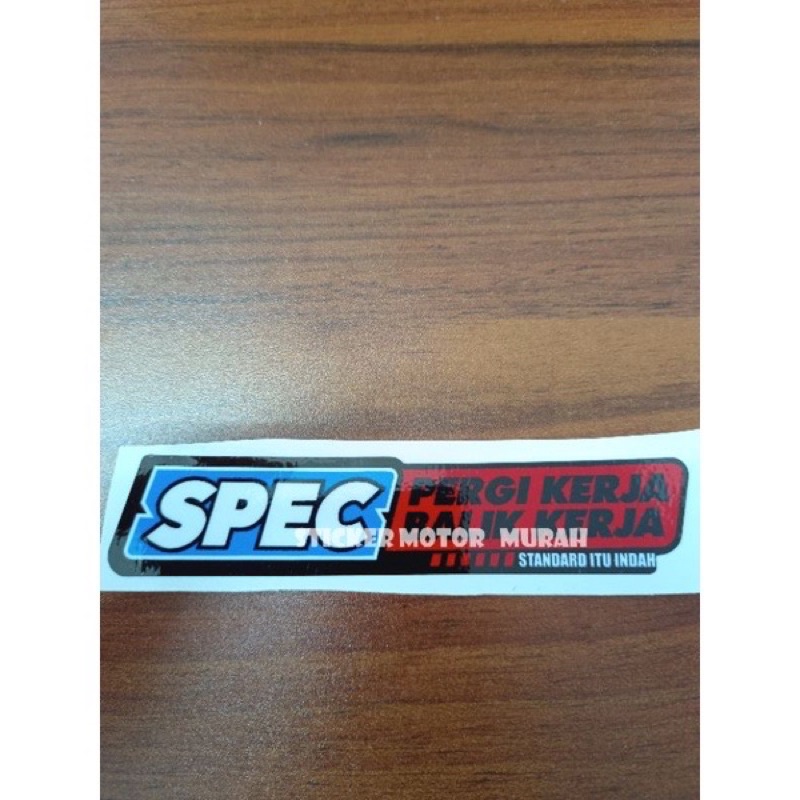 SPEC
PERGI KERJA
BALIK KERJA
STICKER MOTOR MURAH
STANDARD ITU INDAH